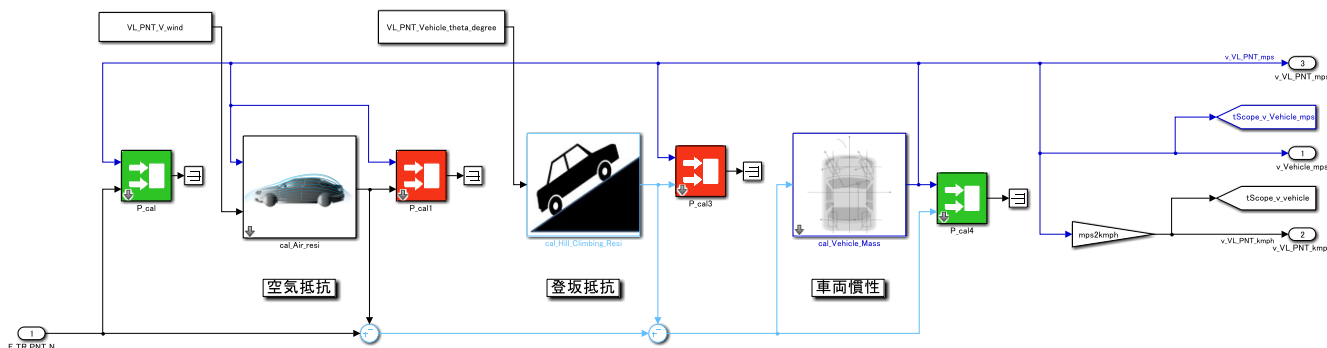 VL_PNT_V_wind
VL_PNT_Vehicle_theta_degree
v_VL_PNT_mps
3
v_VL_PNT_mps
tScope_v_Vehicle_mps
1
v_Vehicle_mps
tScope_v_vehicle
mps2kmph
v_VL_PNT_kmph
2
v_VL_PNT_kmp
P_cal
cal_Air_resi
P_cal1
cal_Hill_Climbing_Resi
P_cal3
cal_Vehicle_Mass
P_cal4
空気抵抗
登坂抵抗
車両慣性
1
F_TR_PNT_N